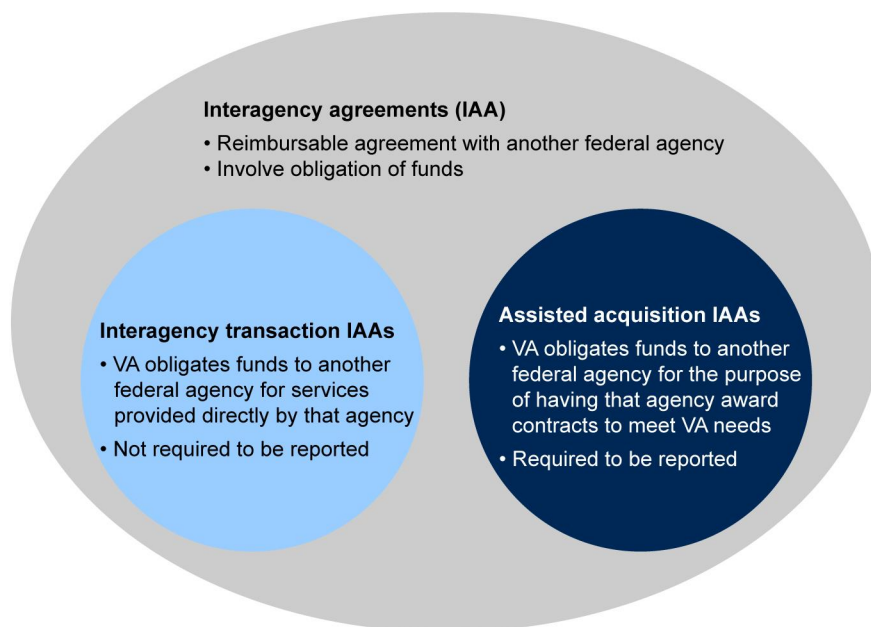 Interagency agreements (IAA)
• Reimbursable agreement with another federal agency
• Involve obligation of funds
Interagency transaction IAAs
• VA obligates funds to another
federal agency for services
provided directly by that agency
• Not required to be reported
Assisted acquisition IAAs
• VA obligates funds to another
federal agency for the purpose
of having that agency award
contracts to meet VA needs
• Required to be reported